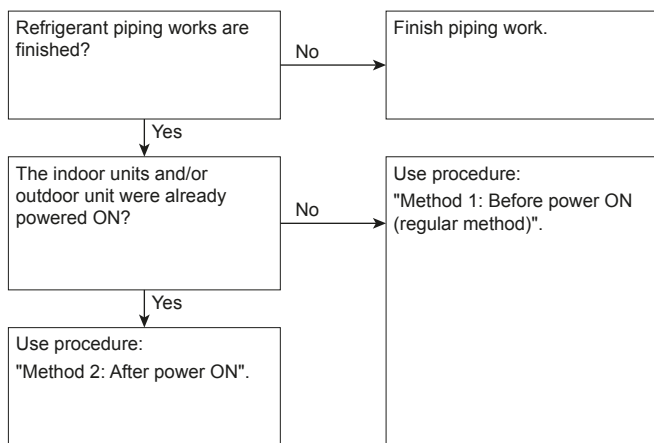 Refrigerant piping works are
finished?
No
Finish piping work.
Yes
The indoor units and/or
outdoor unit were already
powered ON?
No
Use procedure:
"Method 1: Before power ON
(regular method)".
Yes
Use procedure:
"Method 2: After power ON".